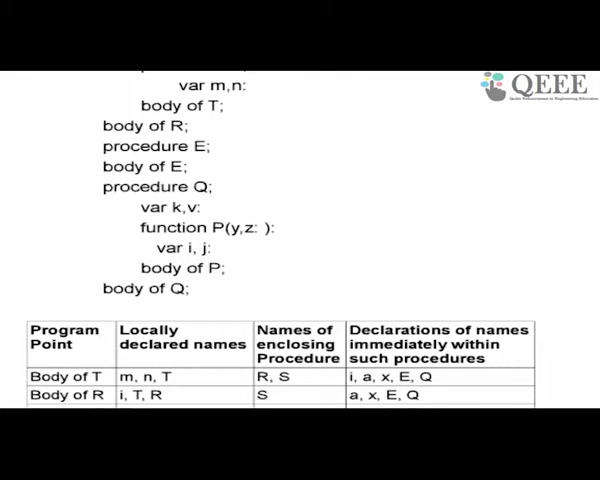 QEEE
var m,n:
body of T;
body of R;
procedure E;
body of E;
procedure Q;
var k,v:
function P(y,z: ):
var i, j:
body of P;
body of Q;
Program Point | Locally declared names | Names of enclosing Procedure | Declarations of names immediately within such procedures
Body of T | m, n, T | R, S | i, a, x, E, Q
Body of R | i, T, R | S | a, x, E, Q